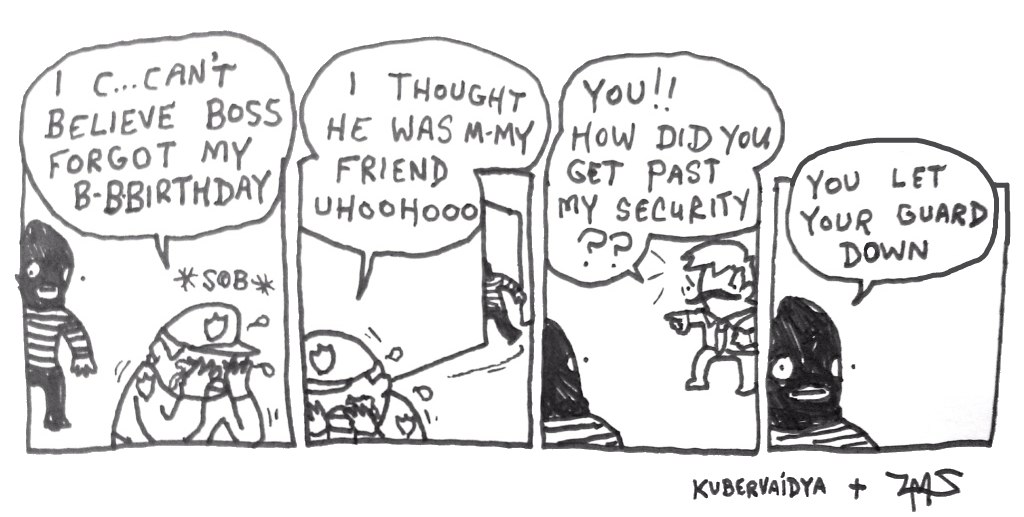 I C...CAN'T
BELIEVE BOSS
FORGOT MY
B-BBIRTHDAY
*SOB*
I THOUGHT
HE WAS M-MY
FRIEND
UHOOHOOO
YOU!!
HOW DID YOU
GET PAST
MY SECURITY
??
YOU LET
YOUR GUARD
DOWN
KUBERVAIDYA +